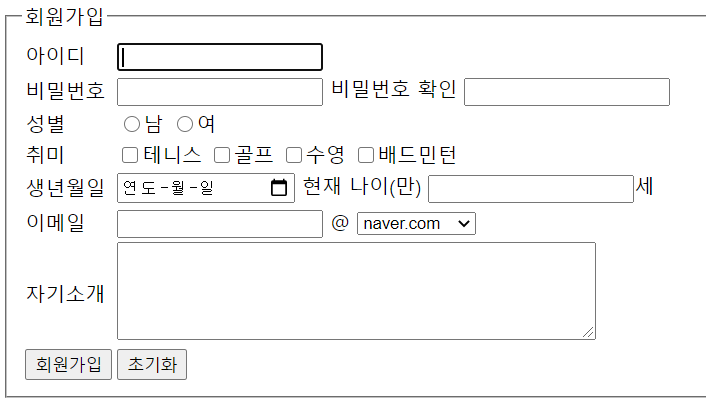 회원가입
아이디
비밀번호 비밀번호 확인
성별 남 여
취미 테니스 골프 수영 배드민턴
생년월일 연도-월-일 현재 나이(만) 세
이메일 @ naver.com
자기소개
회원가입 초기화